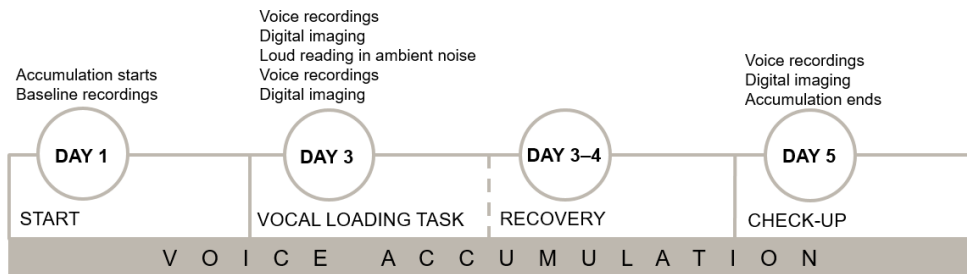 Accumulation starts
Baseline recordings
DAY 1
START
Voice recordings
Digital imaging
Loud reading in ambient noise
Voice recordings
Digital imaging
DAY 3
VOCAL LOADING TASK
DAY 3–4
RECOVERY
Voice recordings
Digital imaging
Accumulation ends
DAY 5
CHECK-UP
VOICE ACCUMULATION